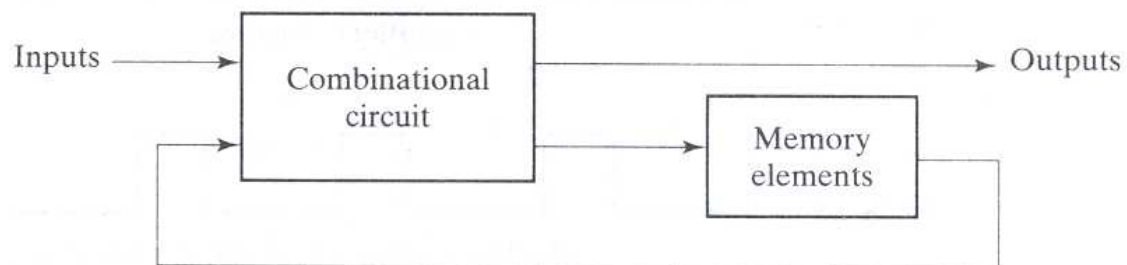 Inputs
Combinational
circuit
Outputs
Memory
elements